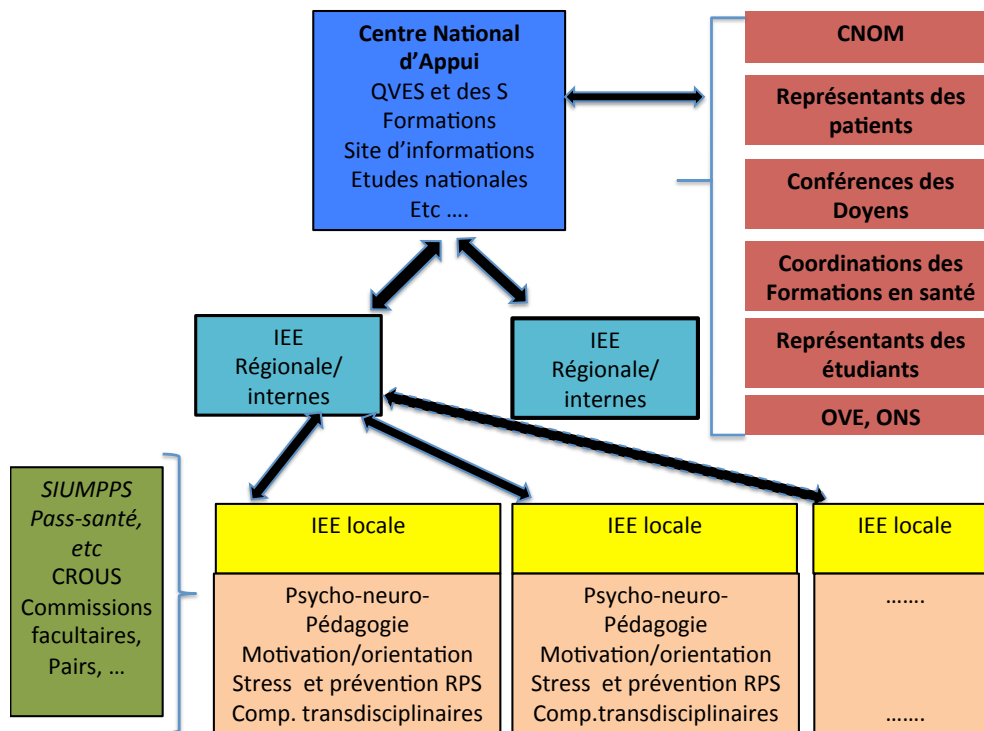 Centre National
d'Appui
QVES et des S
Formations
Site d'informations
Etudes nationales
Etc ....
CNOM
Représentants des
patients
Conférences des
Doyens
Coordinations des
Formations en santé
Représentants des
étudiants
OVE, ONS
IEE
Régionale/
internes
IEE
Régionale/
internes
SIUMPPS
Pass-santé,
etc
CROUS
Commissions
facultaires,
Pairs, ...
IEE locale
Psycho-neuro-
Pédagogie
Motivation/orientation
Stress et prévention RPS
Comp. transdisciplinaires
IEE locale
Psycho-neuro-
Pédagogie
Motivation/orientation
Stress et prévention RPS
Comp.transdisciplinaires
IEE locale
.......
.......